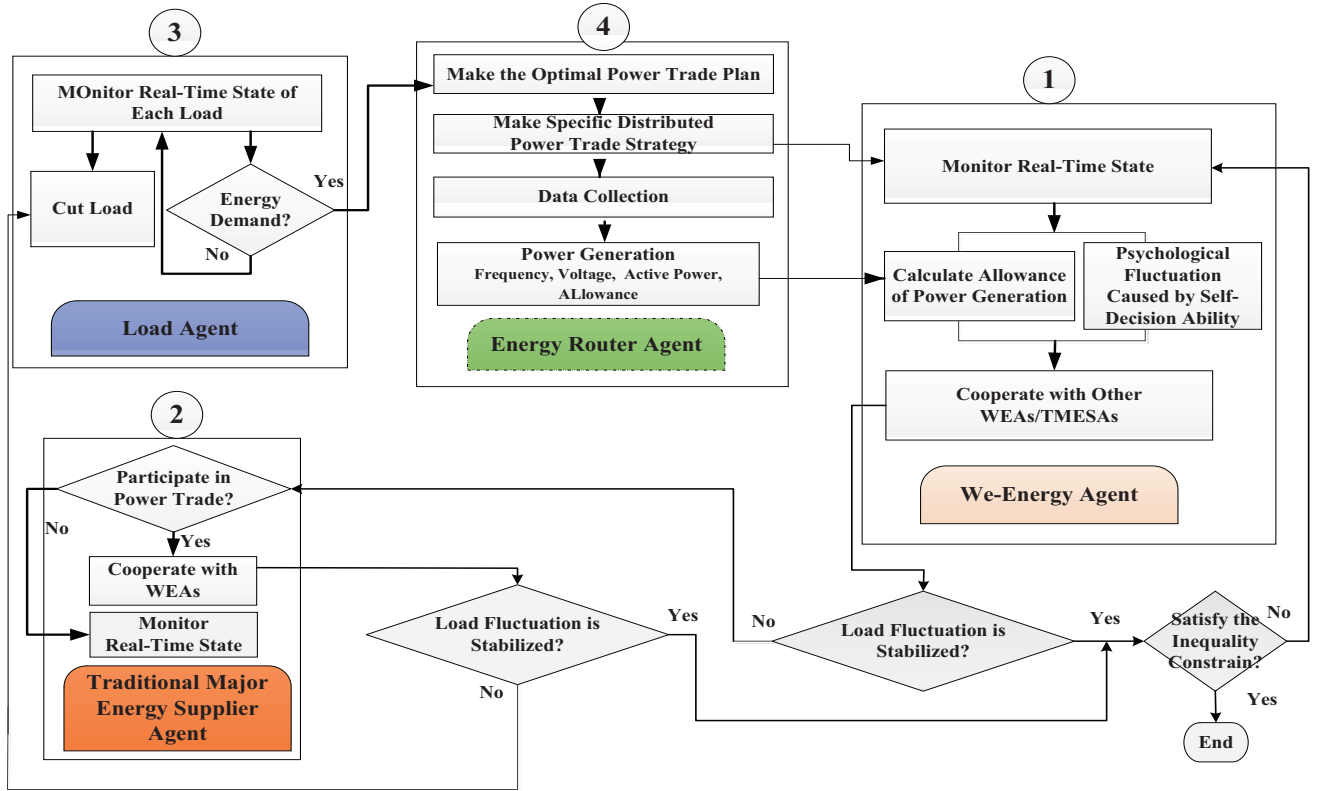 3
MOnitor Real-Time State of
Each Load
Cut Load
Energy
Demand?
Yes
No
Load Agent
4
Make the Optimal Power Trade Plan
Make Specific Distributed
Power Trade Strategy
Data Collection
Power Generation
Frequency, Voltage, Active Power,
ALlowance
Energy Router Agent
1
Monitor Real-Time State
Calculate Allowance
of Power Generation
Psychological
Fluctuation
Caused by Self-
Decision Ability
Cooperate with Other
WEAs/TMESAs
We-Energy Agent
2
Participate in
Power Trade?
No
Yes
Cooperate with
WEAs
Monitor
Real-Time State
Traditional Major
Energy Supplier
Agent
Load Fluctuation is
Stabilized?
Yes
No
No
Load Fluctuation is
Stabilized?
Yes
Satisfy the
Inequality
Constrain?
No
Yes
End